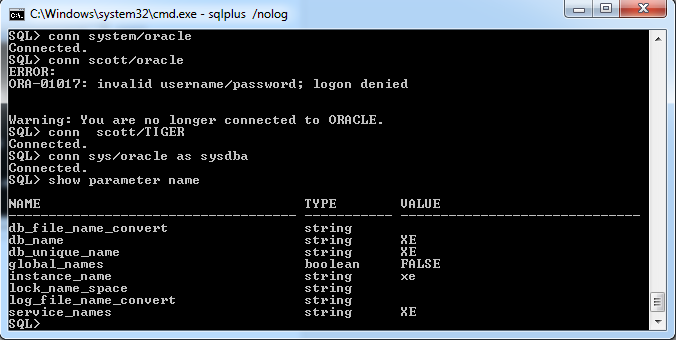 C:\Windows\system32\cmd.exe - sqlplus /nolog
SQL> conn system/oracle
Connected.
SQL> conn scott/oracle
ERROR:
ORA-01017: invalid username/password; logon denied
Warning: You are no longer connected to ORACLE.
SQL> conn  scott/TIGER
Connected.
SQL> conn sys/oracle as sysdba
Connected.
SQL> show parameter name
NAME                                 TYPE        VALUE
------------------------------------ ----------- ------------------------------
db_file_name_convert                 string
db_name                              string      XE
db_unique_name                       string      XE
global_names                         boolean     FALSE
instance_name                        string      xe
lock_name_space                      string
log_file_name_convert                string
service_names                        string      XE
SQL>